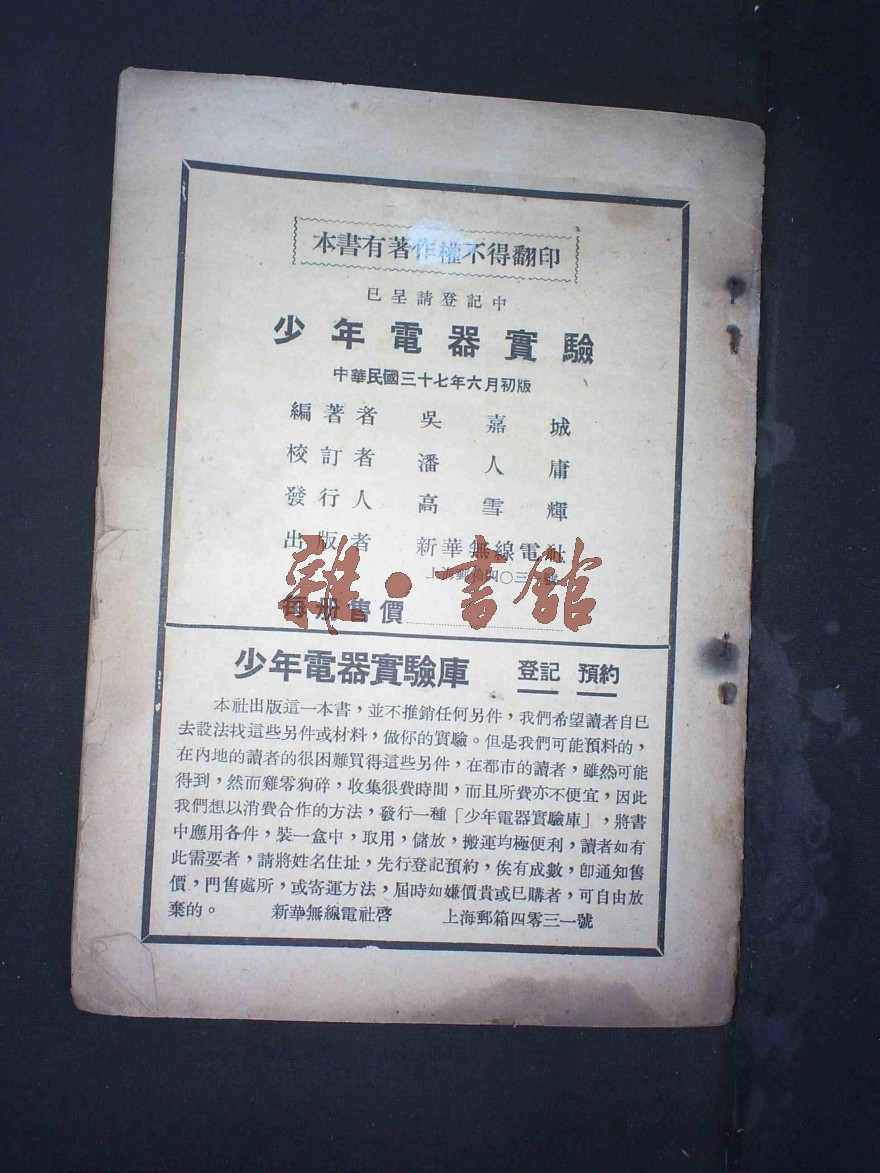 本書有著作權不得翻印
已呈請登記中
少年電器實驗
中華民國三十七年六月初版
編著者 吳嘉城
校訂者 潘人庸
發行人 高雪輝
出版者 新華無線電社
上海郵箱四〇三一號
每册售價
雜·書館
少年電器實驗庫 登記 預約
本社出版這一本書，並不推銷任何另件，我們希望讀者自已
去設法找這些另件或材料，做你的實驗。但是我們可能預料的，
在內地的讀者的很困難買得這些另件，在都市的讀者，雖然可能
得到，然而雞零狗碎，收集很費時間，而且所費亦不便宜，因此
我們想以消費合作的方法，發行一種「少年電器實驗庫」，將書
中應用各件，裝一盒中，取用，儲放，搬運均極便利，讀者如有
此需要者，請將姓名住址，先行登記預約，俟有成數，卽通知售
價，門售處所，或寄運方法，屆時如嫌價貴或已購者，可自由放
棄的。 新華無線電社啓 上海郵箱四零三一號